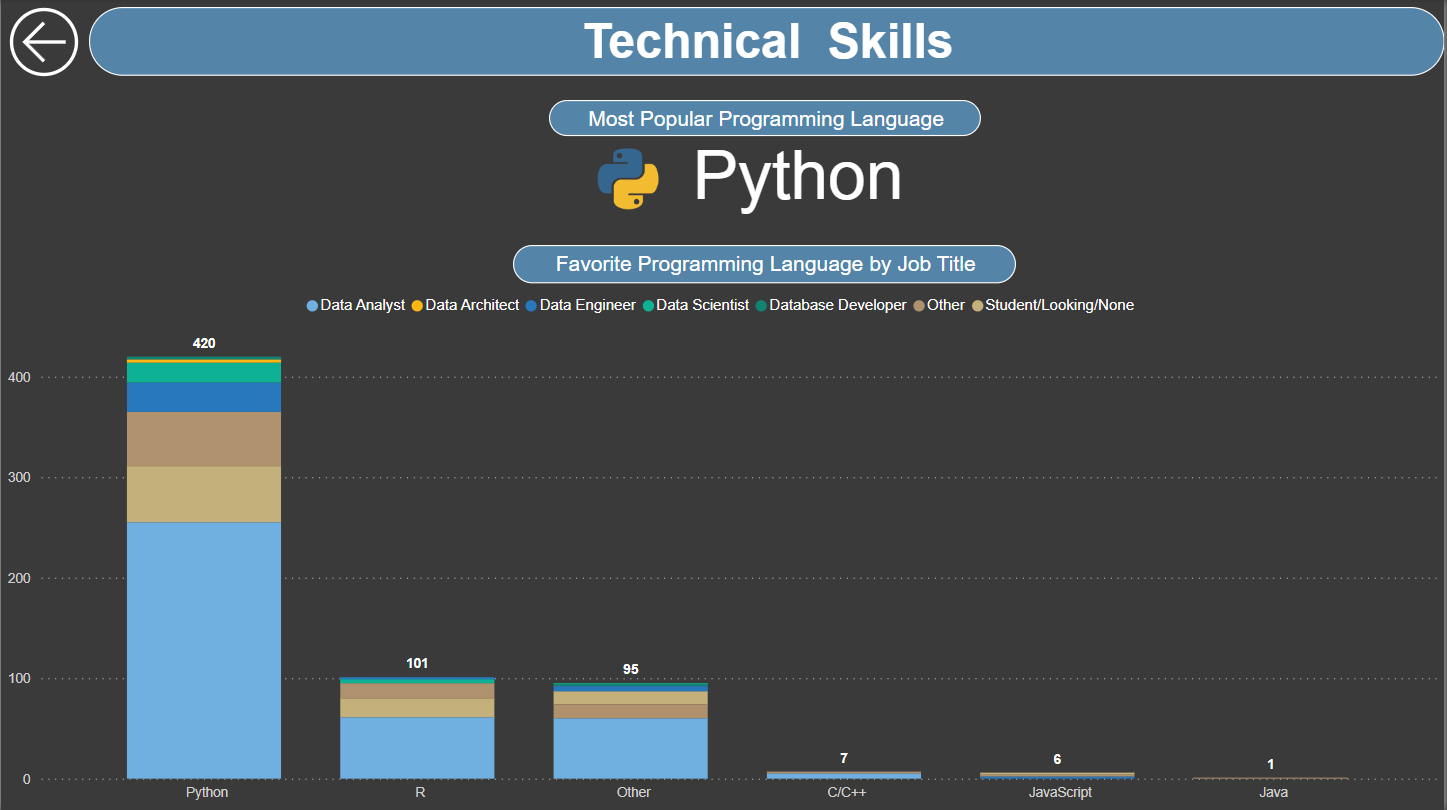 Technical Skills
Most Popular Programming Language
Python
Favorite Programming Language by Job Title
Data Analyst Data Architect Data Engineer Data Scientist Database Developer Other Student/Looking/None
420
400
300
200
101
95
100
7
6
1
0
Python R Other C/C++ JavaScript Java